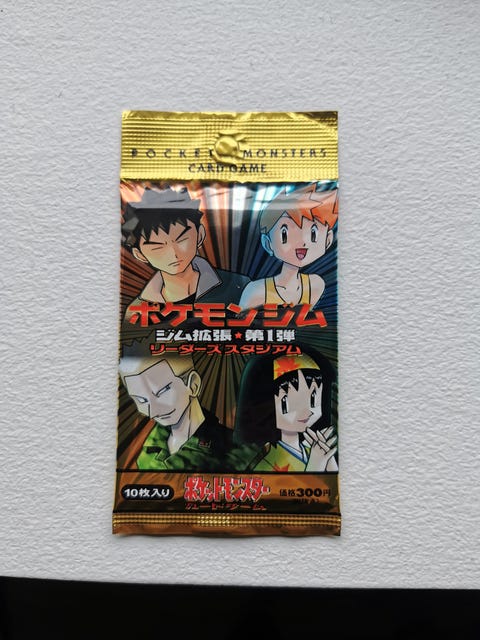 POCKET MONSTERS
CARD GAME
ポケモンジム
ジム拡張★第1弾
リーダーズスタジアム
10枚入り
ポケットモンスター
カードゲーム
価格300円